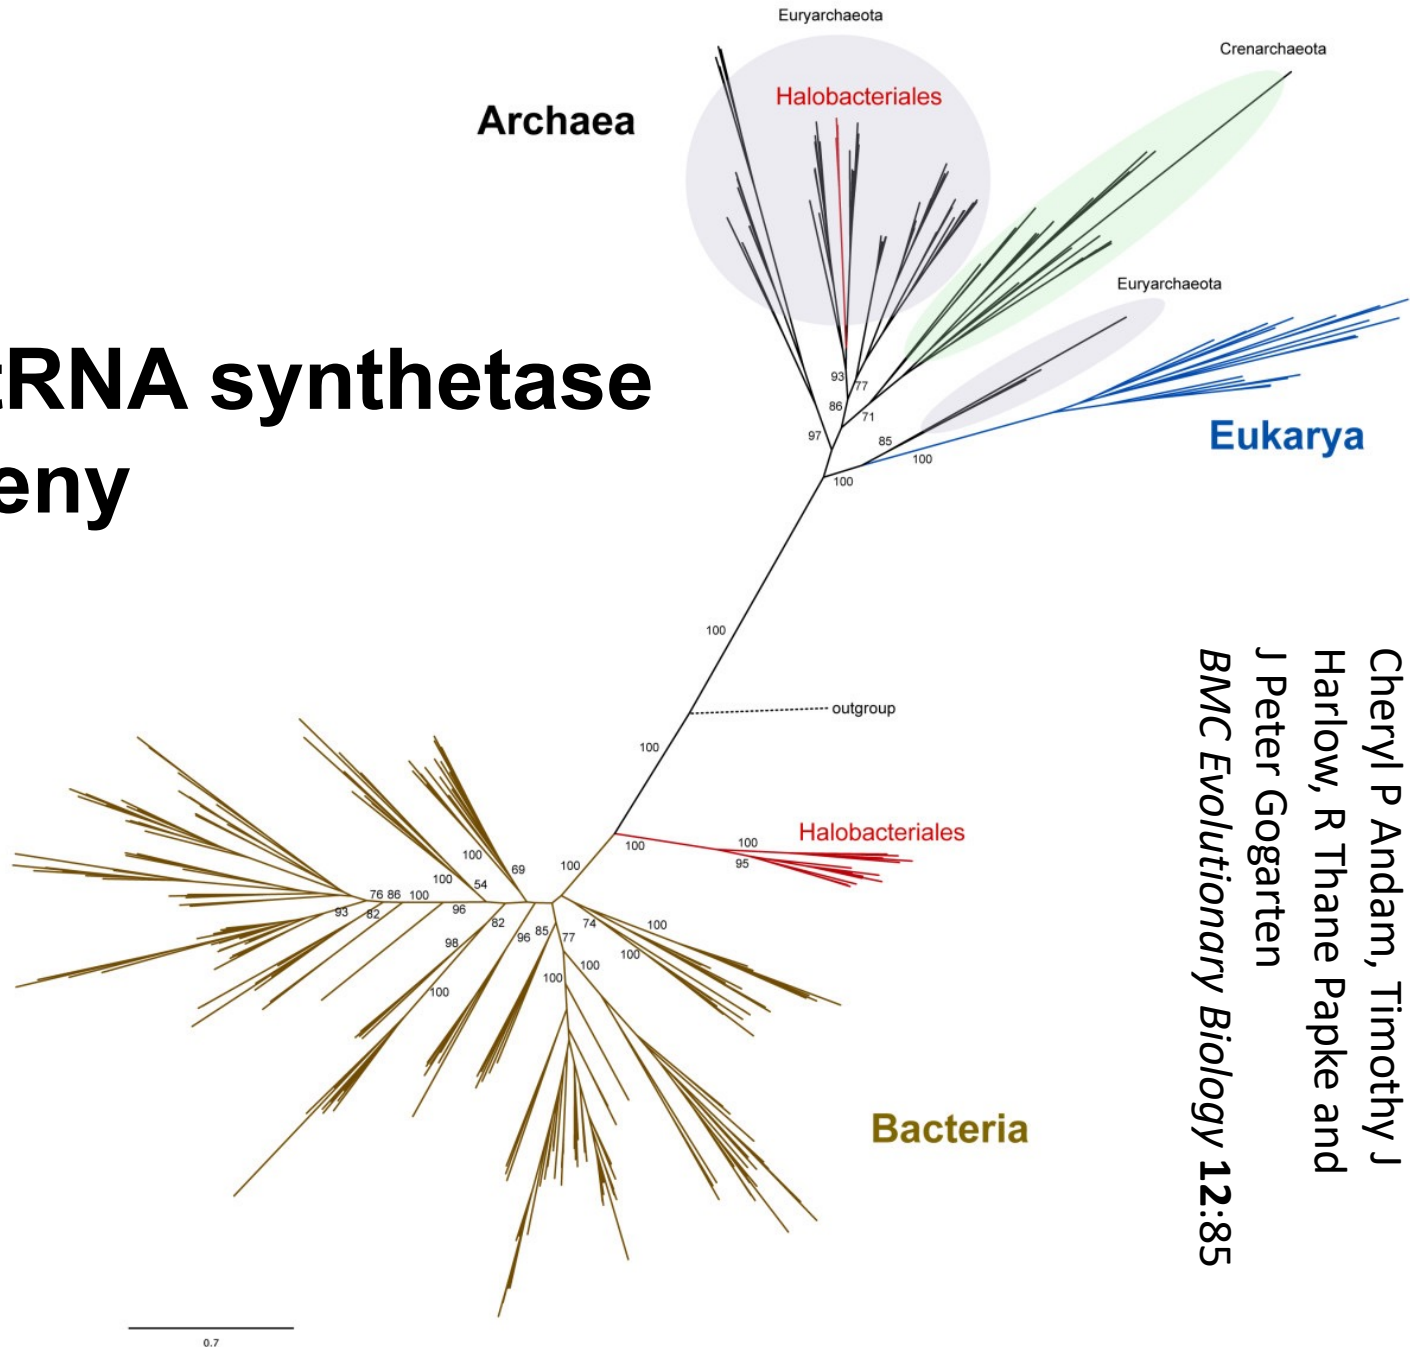 Euryarchaeota
Crenarchaeota
Halobacteriales
Archaea
Euryarchaeota
tRNA synthetase
eny
93
77
86
71
97
85
100
100
Eukarya
100
outgroup
100
Halobacteriales
100
100
95
100
100
69
100
54
76 86 100
93
82
96
82
98
96
85
77
74
100
100
100
100
100
Bacteria
0.7
Cheryl P Andam, Timothy J
Harlow, R Thane Papke and
J Peter Gogarten
BMC Evolutionary Biology 12:85